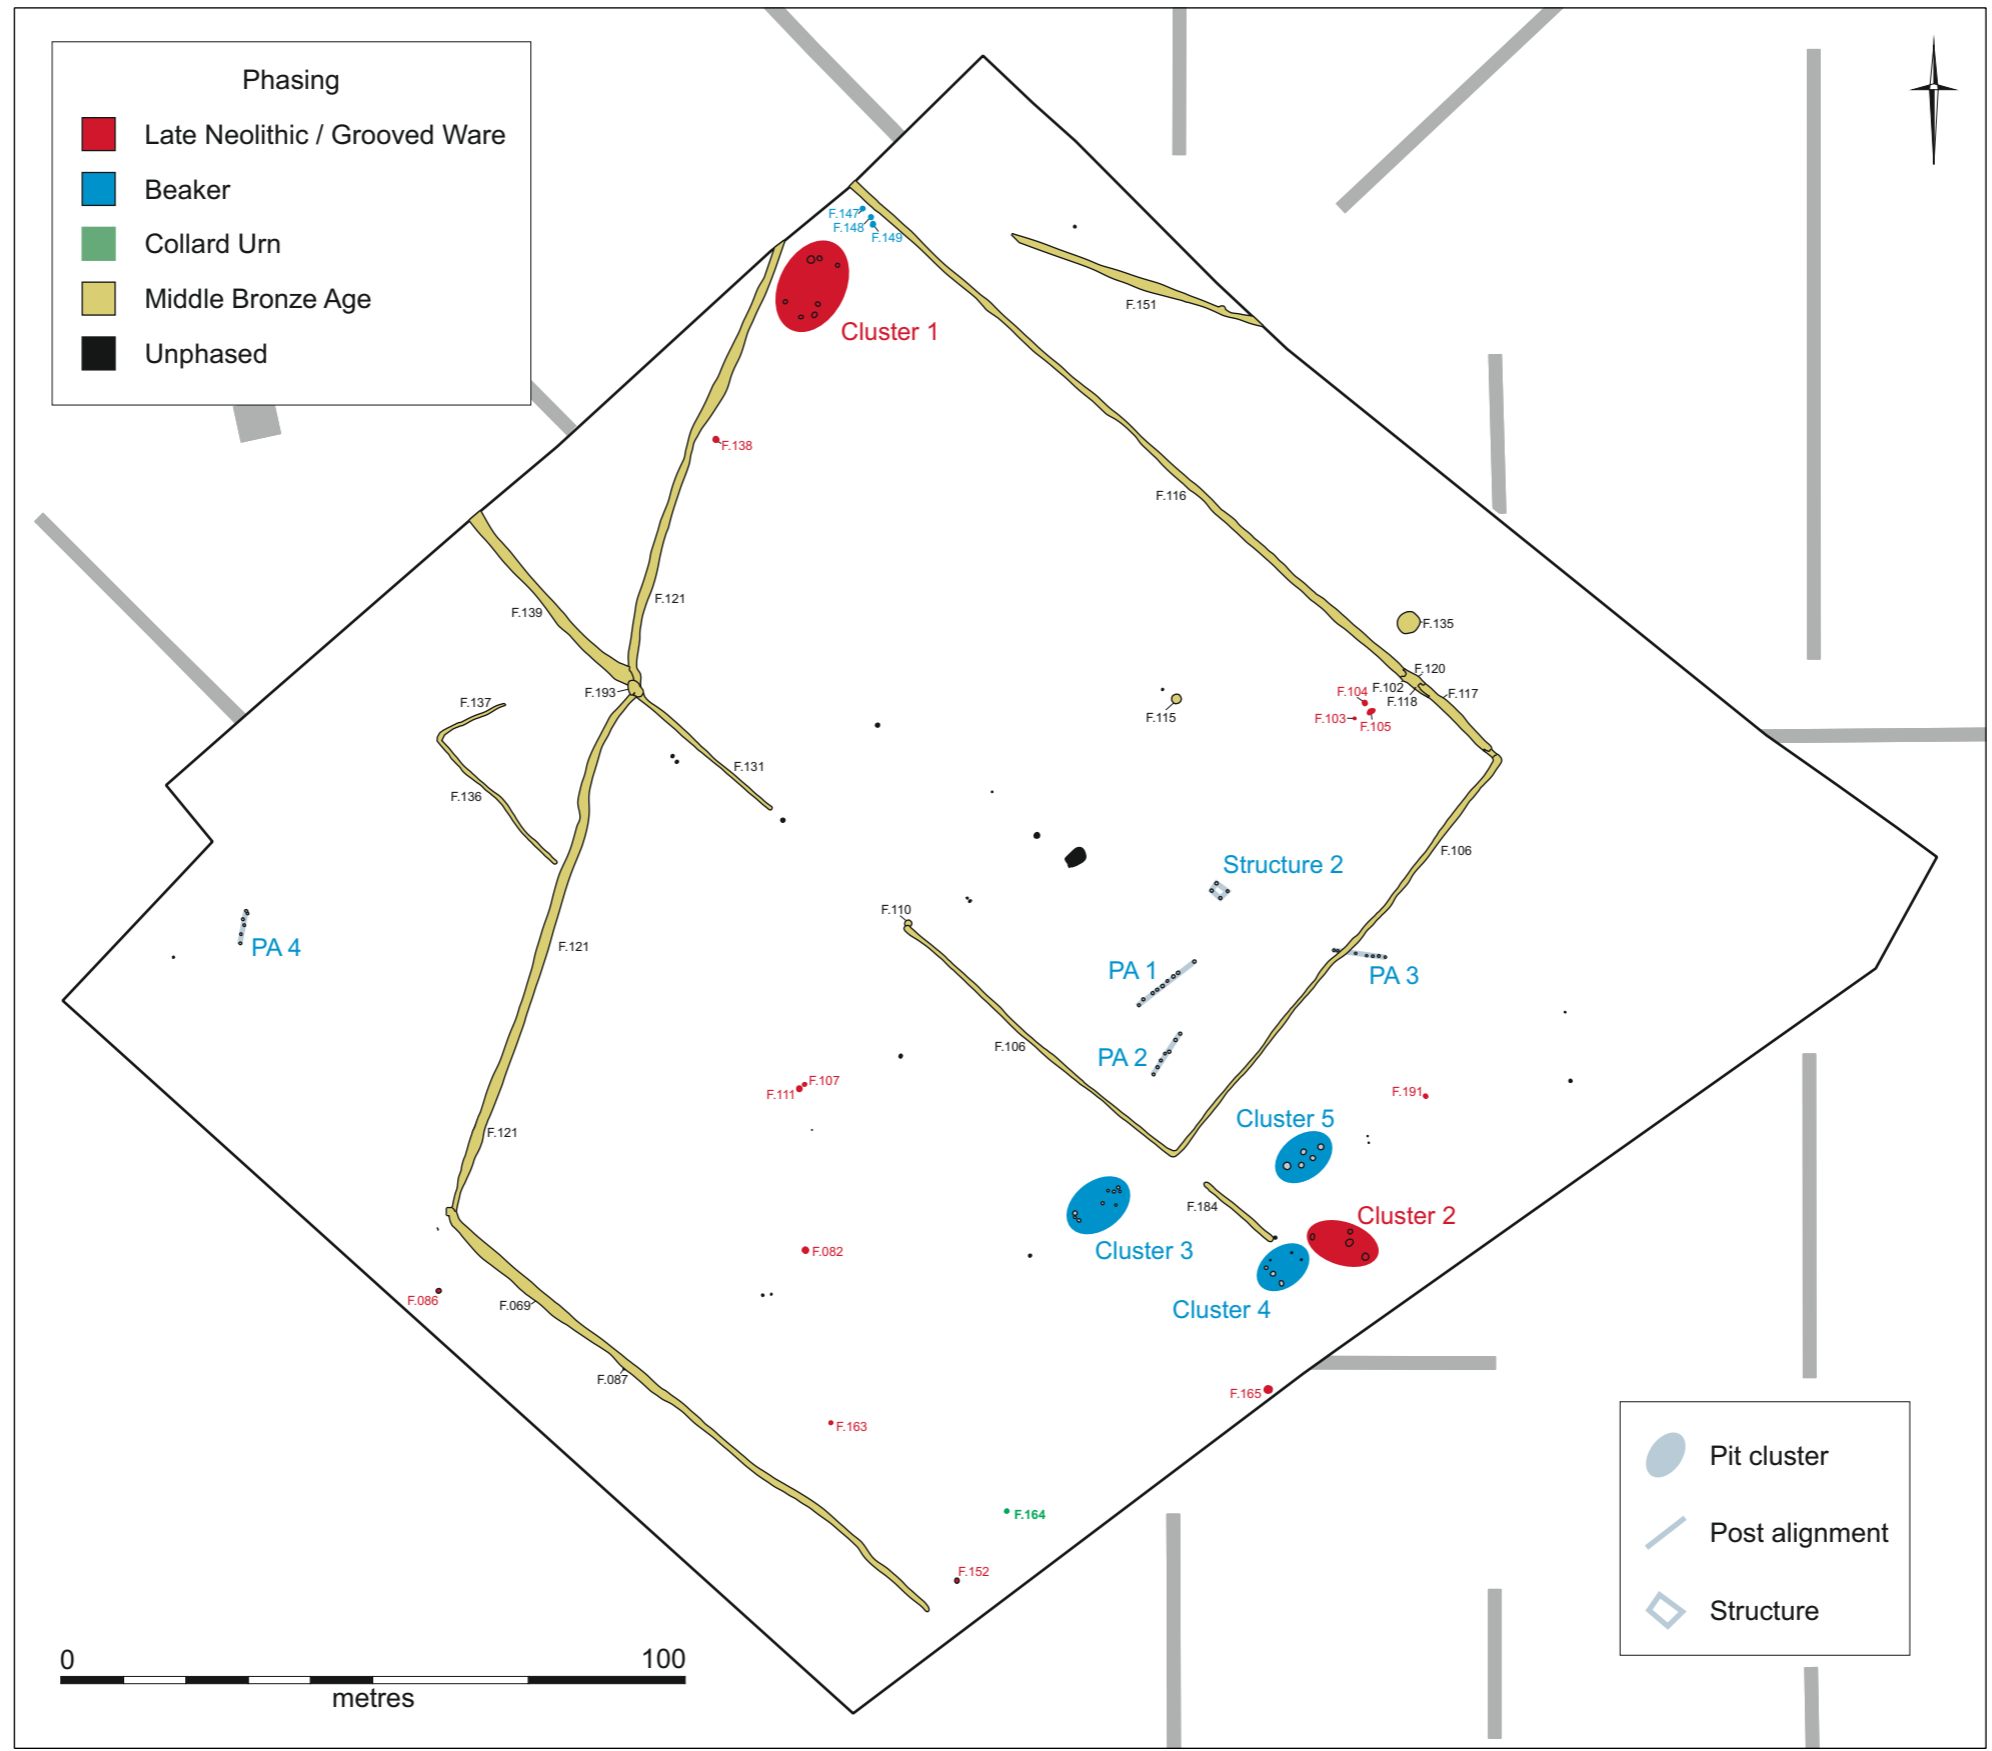 Phasing
Late Neolithic / Grooved Ware
Beaker
Collard Urn
Middle Bronze Age
Unphased
F.147
F.148
F.149
Cluster 1
F.151
F.138
F.116
F.139
F.121
F.135
F.120
F.102
F.118
F.117
F.104
F.103
F.105
F.193
F.115
F.137
F.131
F.136
F.106
Structure 2
F.110
F.121
PA 4
PA 1
PA 3
F.106
PA 2
F.107
F.111
F.191
Cluster 5
F.121
F.184
Cluster 2
Cluster 3
F.082
Cluster 4
F.086
F.069
F.087
F.165
F.163
F.164
F.152
0
100
metres
Pit cluster
Post alignment
Structure